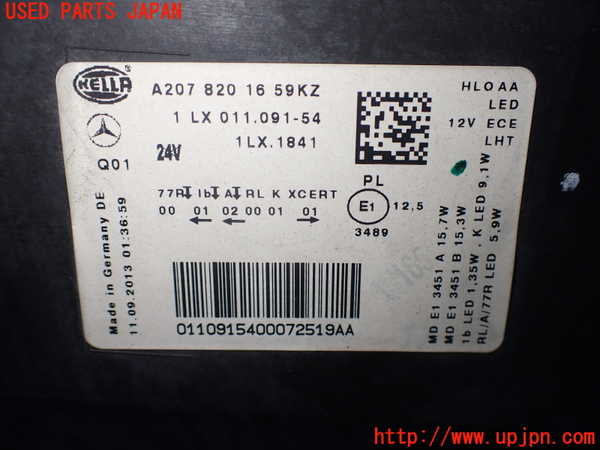 USED PARTS JAPAN
HELLA
A207 820 16 59KZ
1 LX 011.091-54
24V
1LX.1841
HLOAA
LED
12V ECE
LHT
Q01
77R Ib A RL K XCERT
00 01 02 00 01 01
PL
E1
12,5
3489
Made in Germany DE
11.09.2013 01:36:59
0110915400072519AA
MD E1 3451 A 15,7W
MD E1 3451 B 15,3W
1b LED 1,35W , K LED 9,1W
RL/A/77R LED 5,9W
UPJ http://www.upjpn.com/